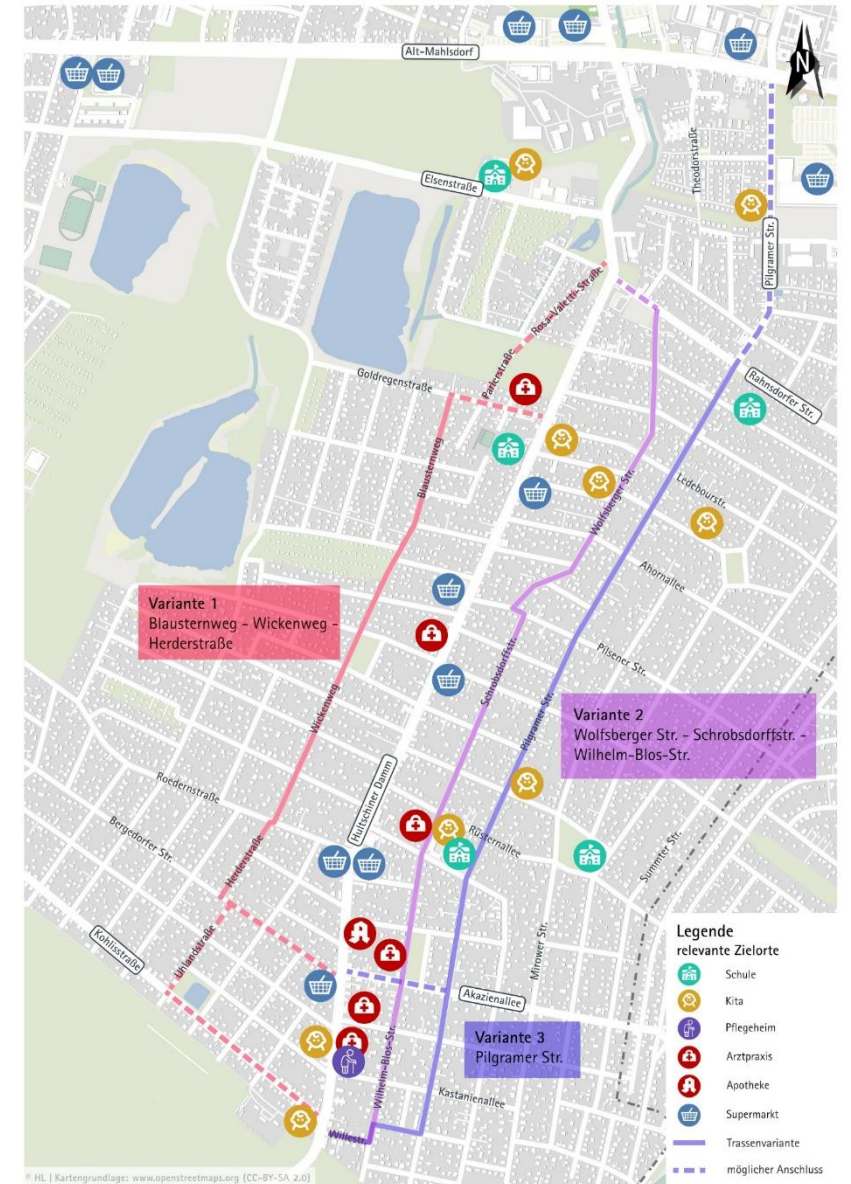 Alt-Mahlsdorf
N
Theodorstraße
Elsenstraße
Pilgramer Str.
Rosa-Valetti-Straße
Parlerstraße
Goldregenstraße
Rahnsdorfer Str.
Blausternweg
Wolfsberger Str.
Ledebourstr.
Ahornallee
Variante 1
Blausternweg - Wickenweg -
Herderstraße
Pilsener Str.
Schrobsdorffstr.
Wickenweg
Pilgramer Str.
Variante 2
Wolfsberger Str. - Schrobsdorffstr. -
Wilhelm-Blos-Str.
Roedernstraße
Hultschiner Damm
Bergedorfer Str.
Rüsternallee
Summter Str.
Herderstraße
Uhlandstraße
Kohlisstraße
Mirower Str.
Akazienallee
Variante 3
Pilgramer Str.
Wilhelm-Blos-Str.
Kastanienallee
Willestr.
Legende
relevante Zielorte
Schule
Kita
Pflegeheim
Arztpraxis
Apotheke
Supermarkt
Trassenvariante
möglicher Anschluss
© HL | Kartengrundlage: www.openstreetmaps.org (CC-BY-SA 2.0)